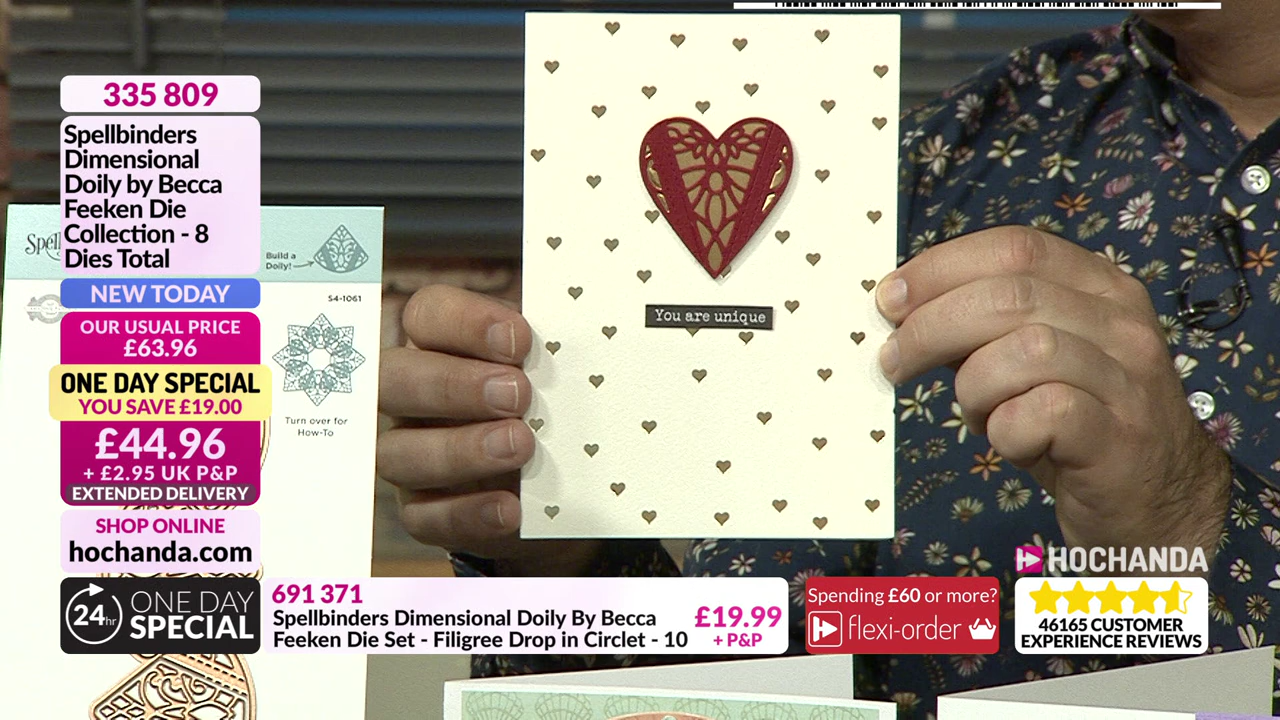 335 809
Spellbinders
Dimensional
Doily by Becca
Feeken Die
Collection - 8
Dies Total
NEW TODAY
OUR USUAL PRICE
£63.96
ONE DAY SPECIAL
YOU SAVE £19.00
£44.96
+ £2.95 UK P&P
EXTENDED DELIVERY
SHOP ONLINE
hochanda.com
24hr
ONE DAY
SPECIAL
Spel
Build a
Doily!
S4-1061
Turn over for
How-To
You are unique
691 371
Spellbinders Dimensional Doily By Becca
Feeken Die Set - Filigree Drop in Circlet - 10
£19.99
+ P&P
Spending £60 or more?
flexi-order
HOCHANDA
46165 CUSTOMER
EXPERIENCE REVIEWS